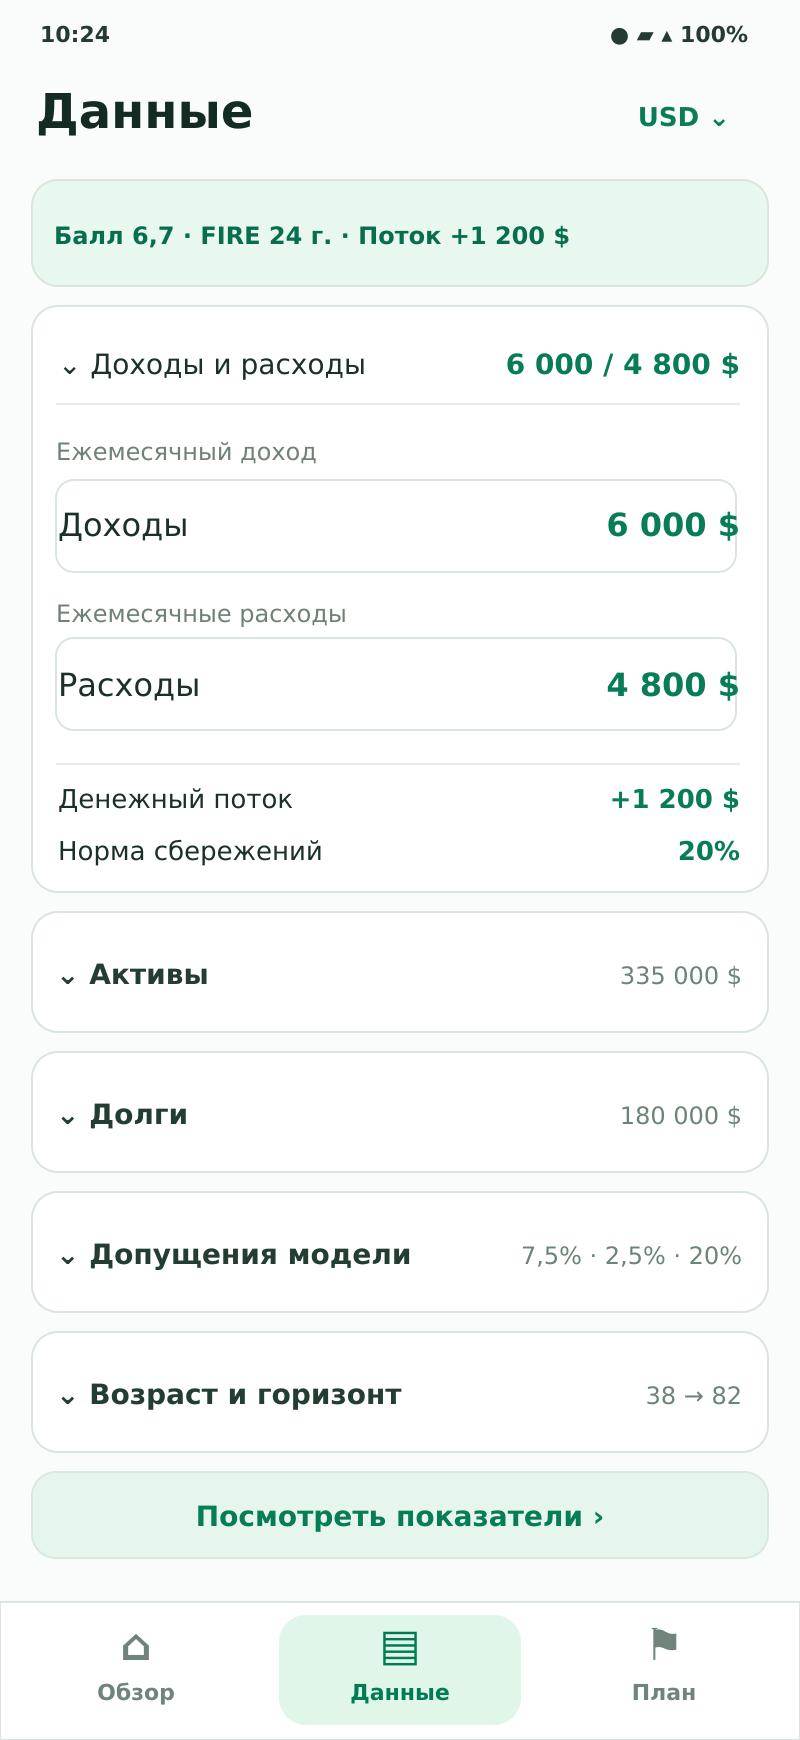 10:24
● ▰ ▴ 100%
Данные
USD ⌄
Балл 6,7 · FIRE 24 г. · Поток +1 200 $
⌄ Доходы и расходы 6 000 / 4 800 $
Ежемесячный доход
Доходы 6 000 $
Ежемесячные расходы
Расходы 4 800 $
Денежный поток +1 200 $
Норма сбережений 20%
⌄ Активы 335 000 $
⌄ Долги 180 000 $
⌄ Допущения модели 7,5% · 2,5% · 20%
⌄ Возраст и горизонт 38 → 82
Посмотреть показатели ›
Обзор Данные План